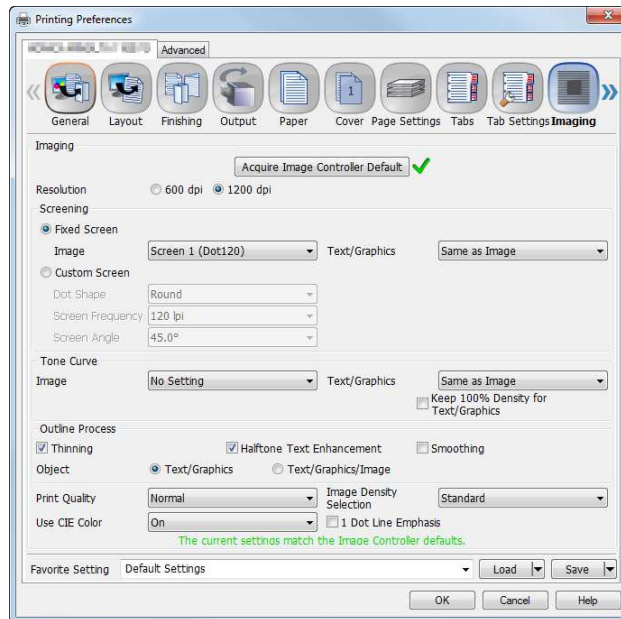 Printing Preferences
Advanced
General Layout Finishing Output Paper Cover Page Settings Tabs Tab Settings Imaging
1
Imaging
Acquire Image Controller Default
Resolution 600 dpi 1200 dpi
Screening
Fixed Screen
Image Screen 1 (Dot120) Text/Graphics Same as Image
Custom Screen
Dot Shape Round
Screen Frequency 120 lpi
Screen Angle 45.0°
Tone Curve
Image No Setting Text/Graphics Same as Image
Keep 100% Density for
Text/Graphics
Outline Process
Thinning Halftone Text Enhancement Smoothing
Object Text/Graphics Text/Graphics/Image
Print Quality Normal Image Density
Selection Standard
Use CIE Color On 1 Dot Line Emphasis
The current settings match the Image Controller defaults.
Favorite Setting Default Settings Load Save
OK Cancel Help